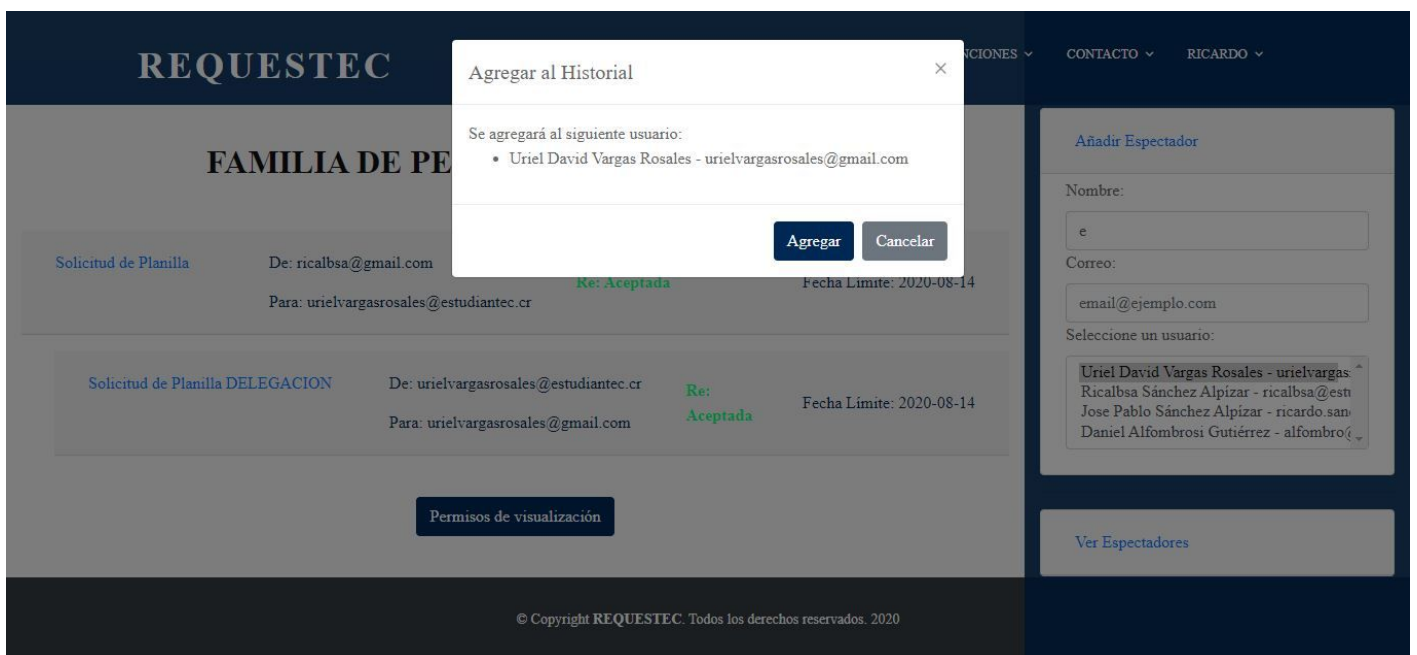 REQUESTEC
NCIONES
CONTACTO
RICARDO
Agregar al Historial
×
Se agregará al siguiente usuario:
• Uriel David Vargas Rosales - urielvargasrosales@gmail.com
Agregar
Cancelar
FAMILIA DE PE
Solicitud de Planilla
De: ricalbsa@gmail.com
Para: urielvargasrosales@estudiantec.cr
Re: Aceptada
Fecha Límite: 2020-08-14
Solicitud de Planilla DELEGACION
De: urielvargasrosales@estudiantec.cr
Para: urielvargasrosales@gmail.com
Re:
Aceptada
Fecha Límite: 2020-08-14
Permisos de visualización
Añadir Espectador
Nombre:
e
Correo:
email@ejemplo.com
Seleccione un usuario:
Uriel David Vargas Rosales - urielvargas
Ricalbsa Sánchez Alpízar - ricalbsa@estu
Jose Pablo Sánchez Alpízar - ricardo.san
Daniel Alfombrosi Gutiérrez - alfombro@
Ver Espectadores
© Copyright REQUESTEC. Todos los derechos reservados. 2020